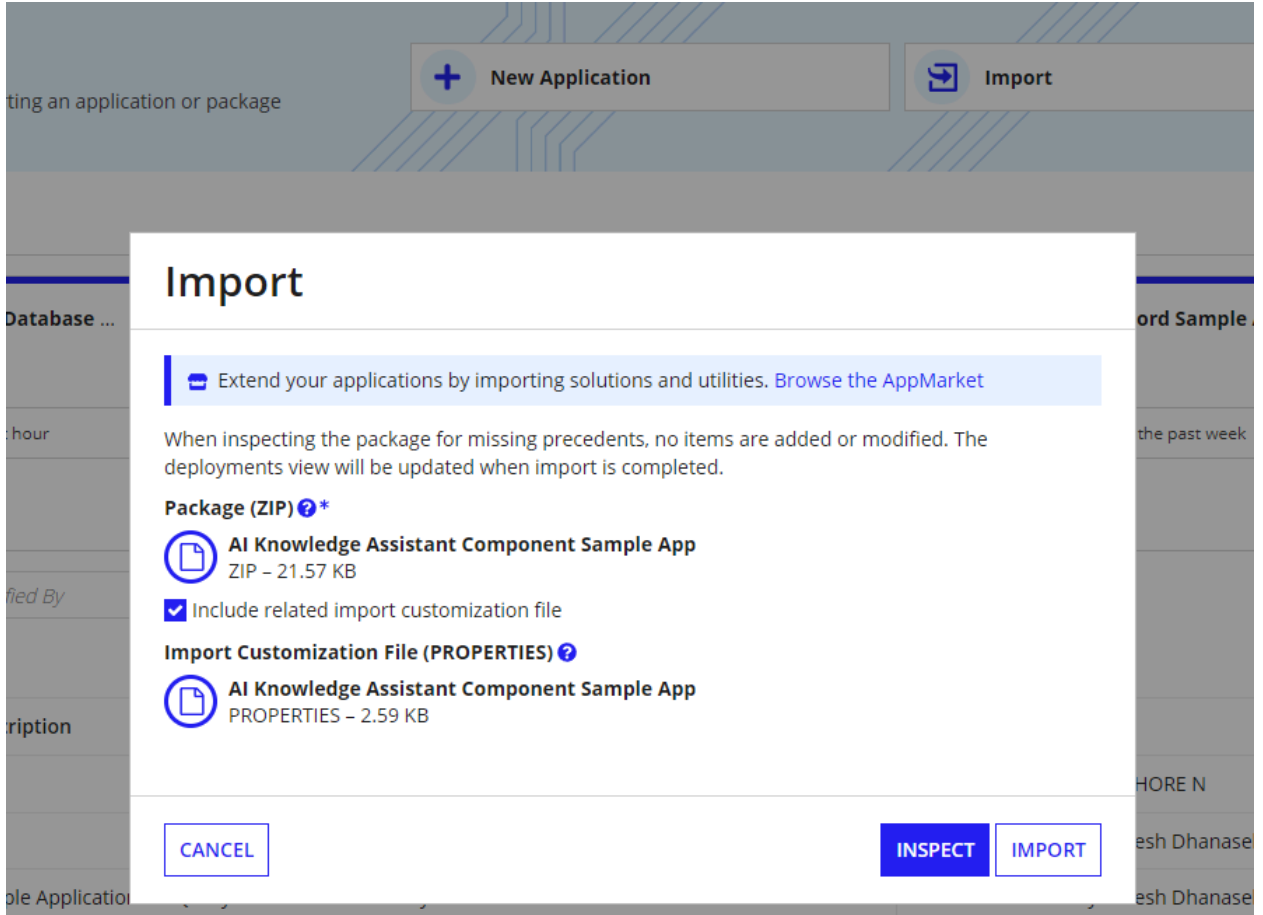 New Application
Import
rting an application or package
Import
Database ...
ord Sample
Extend your applications by importing solutions and utilities. Browse the AppMarket
hour
the past week
When inspecting the package for missing precedents, no items are added or modified. The
deployments view will be updated when import is completed.
Package (ZIP) ? *
AI Knowledge Assistant Component Sample App
ZIP – 21.57 KB
fied By
Include related import customization file
Import Customization File (PROPERTIES) ?
AI Knowledge Assistant Component Sample App
PROPERTIES – 2.59 KB
cription
HORE N
CANCEL
INSPECT
IMPORT
esh Dhanase
ple Applicatio
esh Dhanase